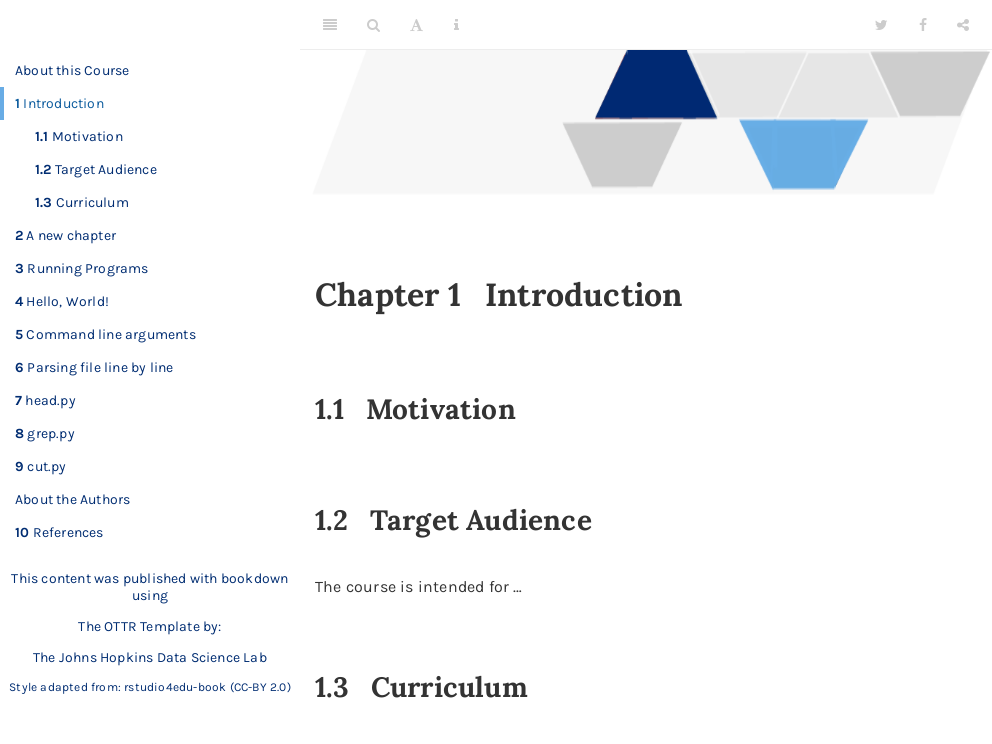 About this Course
1 Introduction
1.1 Motivation
1.2 Target Audience
1.3 Curriculum
2 A new chapter
3 Running Programs
4 Hello, World!
5 Command line arguments
6 Parsing file line by line
7 head.py
8 grep.py
9 cut.py
About the Authors
10 References
This content was published with bookdown
using
The OTTR Template by:
The Johns Hopkins Data Science Lab
Style adapted from: rstudio4edu-book (CC-BY 2.0)
Chapter 1 Introduction
1.1 Motivation
1.2 Target Audience
The course is intended for …
1.3 Curriculum